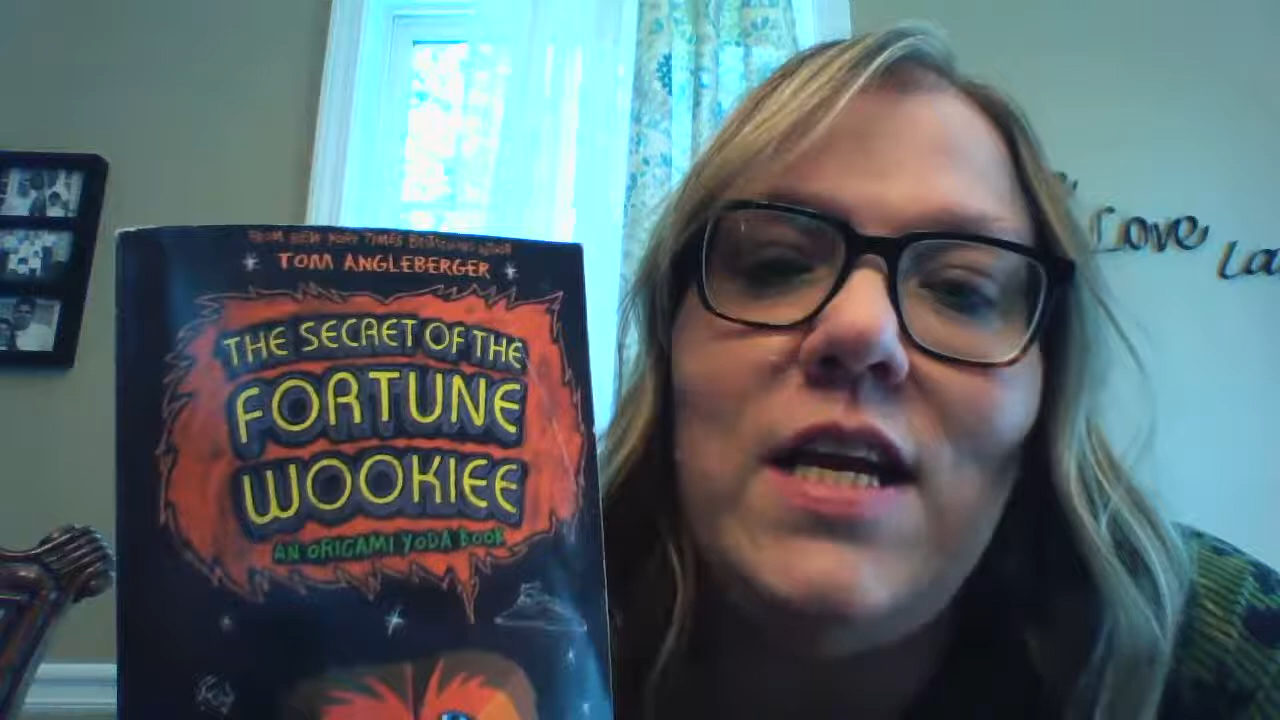 FROM NEW YORK TIMES BESTSELLING AUTHOR
TOM ANGLEBERGER
THE SECRET OF THE
FORTUNE
WOOKIEE
AN ORIGAMI YODA BOOK
Love
La